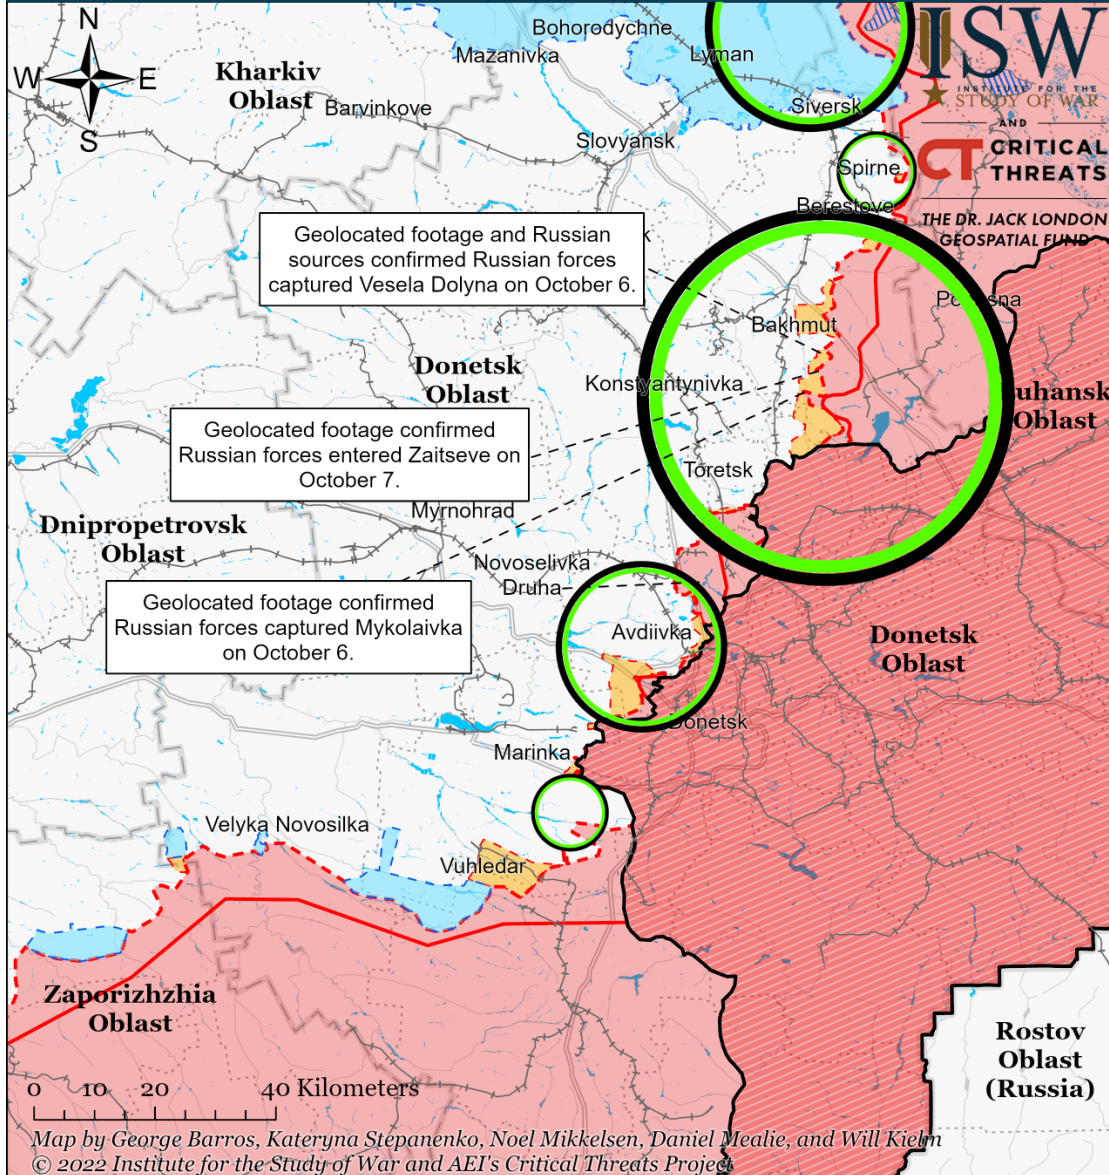 N
W E
S
Kharkiv
Oblast
Barvinkove
Bohorodychne
Mazanivka
Lyman
Siversk
Slovyansk
Spirne
Berestove
ISW
INSTITUTE FOR THE
STUDY OF WAR
AND
CT CRITICAL
THREATS
THE DR. JACK LONDON
GEOSPATIAL FUND
Geolocated footage and Russian
sources confirmed Russian forces
captured Vesela Dolyna on October 6.
k
Bakhmut
Donetsk
Oblast
Konstyantynivka
uhansk
Oblast
Geolocated footage confirmed
Russian forces entered Zaitseve on
October 7.
Toretsk
Myrnohrad
Dnipropetrovsk
Oblast
Novoselivka
Druha
Geolocated footage confirmed
Russian forces captured Mykolaivka
on October 6.
Avdiivka
Donetsk
Oblast
Donetsk
Marinka
Velyka Novosilka
Vuhledar
Zaporizhzhia
Oblast
Rostov
Oblast
(Russia)
0 10 20 40 Kilometers
Map by George Barros, Kateryna Stepanenko, Noel Mikkelsen, Daniel Mealie, and Will Kielm
© 2022 Institute for the Study of War and AEI's Critical Threats Project